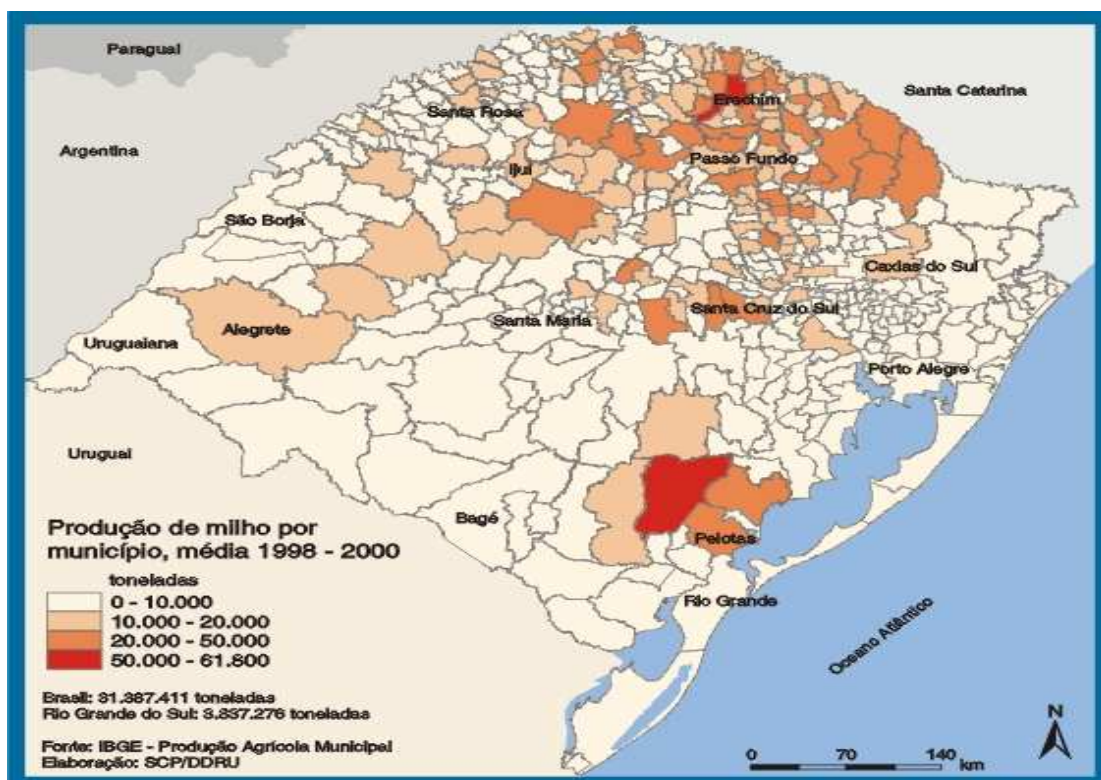 Paraguai
Santa Catarina
Erechim
Santa Rosa
Argentina
Passo Fundo
Ijuí
São Borja
Caxias do Sul
Santa Cruz do Sul
Santa Maria
Alegrete
Uruguaiana
Porto Alegre
Uruguai
Bagé
Pelotas
Rio Grande
Oceano Atlântico
Produção de milho por
município, média 1998 - 2000
toneladas
0 - 10.000
10.000 - 20.000
20.000 - 50.000
50.000 - 61.800
Brasil: 31.387.411 toneladas
Rio Grande do Sul: 3.837.276 toneladas
Fonte: IBGE - Produção Agrícola Municipal
Elaboração: SCP/DDRU
N
0 70 140 km